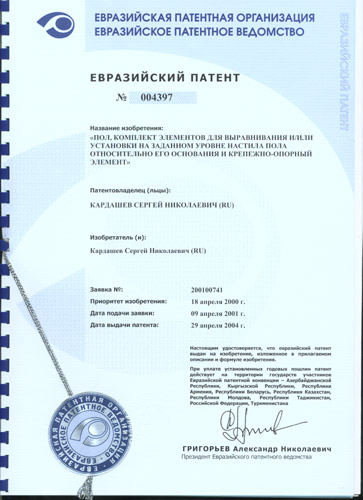 ЕВРАЗИЙСКАЯ ПАТЕНТНАЯ ОРГАНИЗАЦИЯ
ЕВРАЗИЙСКОЕ ПАТЕНТНОЕ ВЕДОМСТВО
ЕВРАЗИЙСКИЙ ПАТЕНТ
ЕВРАЗИЙСКИЙ ПАТЕНТ
№ 004397
Название изобретения:
«ПОЛ, КОМПЛЕКТ ЭЛЕМЕНТОВ ДЛЯ ВЫРАВНИВАНИЯ И/ИЛИ
УСТАНОВКИ НА ЗАДАННОМ УРОВНЕ НАСТИЛА ПОЛА
ОТНОСИТЕЛЬНО ЕГО ОСНОВАНИЯ И КРЕПЕЖНО-ОПОРНЫЙ
ЭЛЕМЕНТ»
Патентовладелец (льцы):
КАРДАШЕВ СЕРГЕЙ НИКОЛАЕВИЧ (RU)
Изобретатель (и):
Кардашев Сергей Николаевич (RU)
Заявка №: 200100741
Приоритет изобретения: 18 апреля 2000 г.
Дата подачи заявки: 09 апреля 2001 г.
Дата выдачи патента: 29 апреля 2004 г.
Настоящим удостоверяется, что евразийский патент
выдан на изобретение, изложенное в прилагаемом
описании и формуле изобретения.
При уплате установленных годовых пошлин патент
действует на территории государств участников
Евразийской патентной конвенции – Азербайджанской
Республики, Кыргызской Республики, Республики
Армения, Республики Беларусь, Республики Казахстан,
Республики Молдова, Республики Таджикистан,
Российской Федерации, Туркменистана
ГРИГОРЬЕВ Александр Николаевич
Президент Евразийского патентного ведомства
ЕВРАЗИЙСКАЯ ПАТЕНТНАЯ ОРГАНИЗАЦИЯ
ЕВРАЗИЙСКОЕ ПАТЕНТНОЕ ВЕДОМСТВО